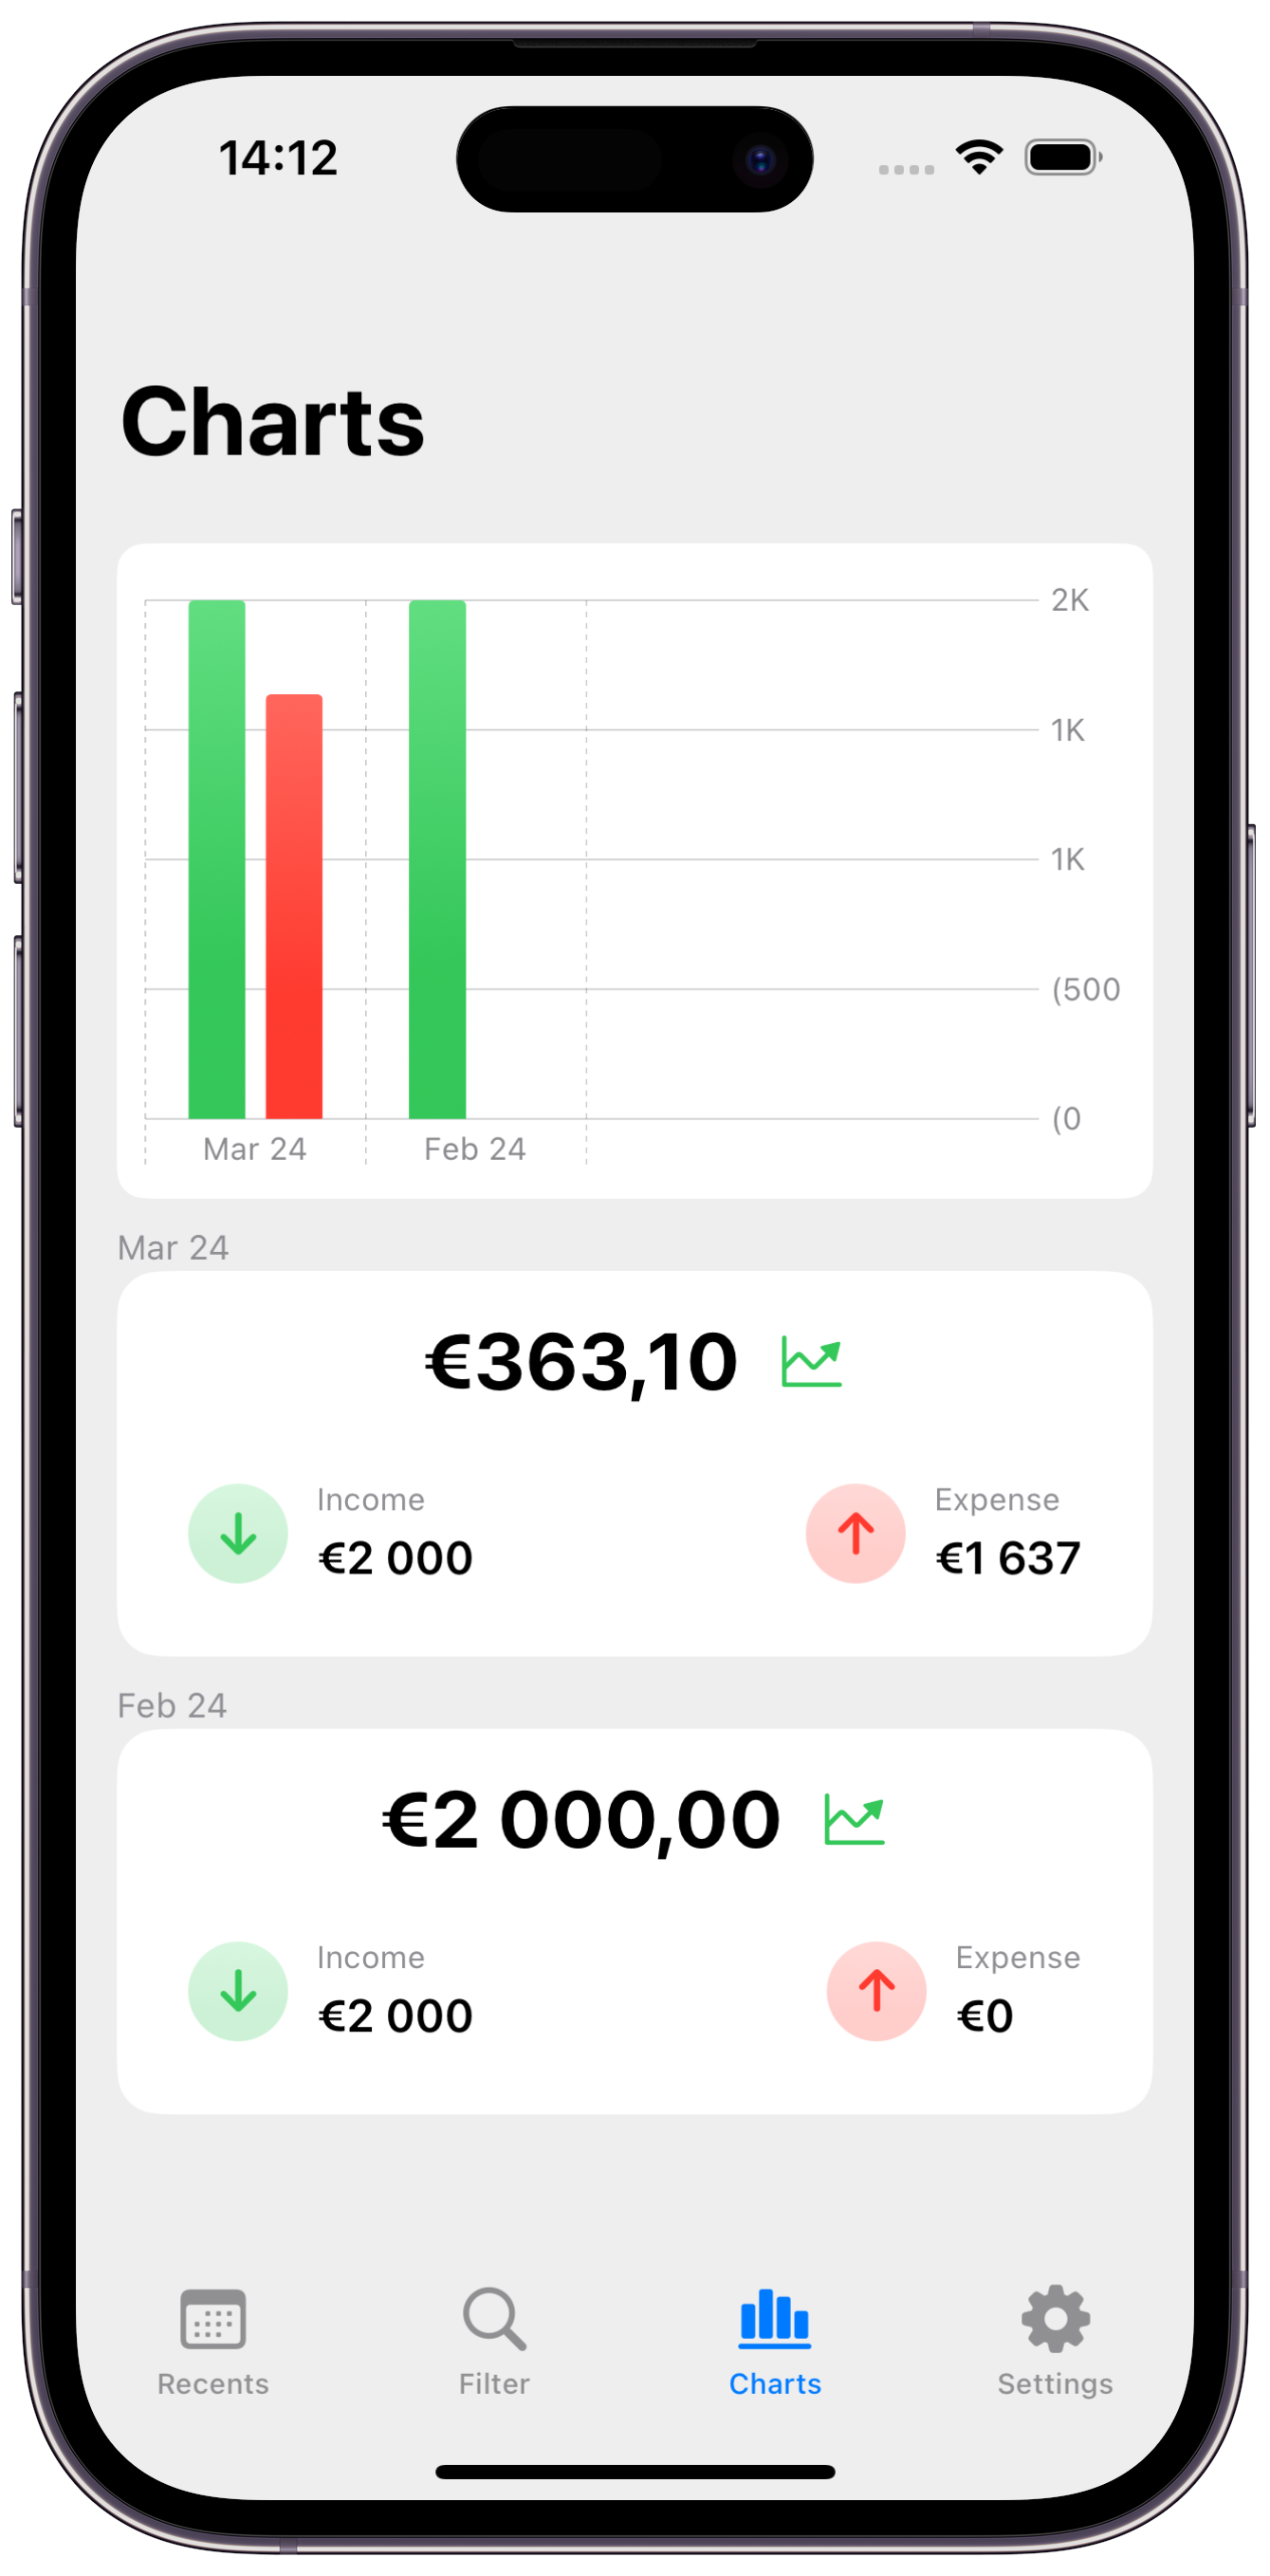 14:12
Charts
2K
1K
1K
(500
(0
Mar 24 Feb 24
Mar 24
€363,10
Income Expense
€2 000 €1 637
Feb 24
€2 000,00
Income Expense
€2 000 €0
Recents Filter Charts Settings